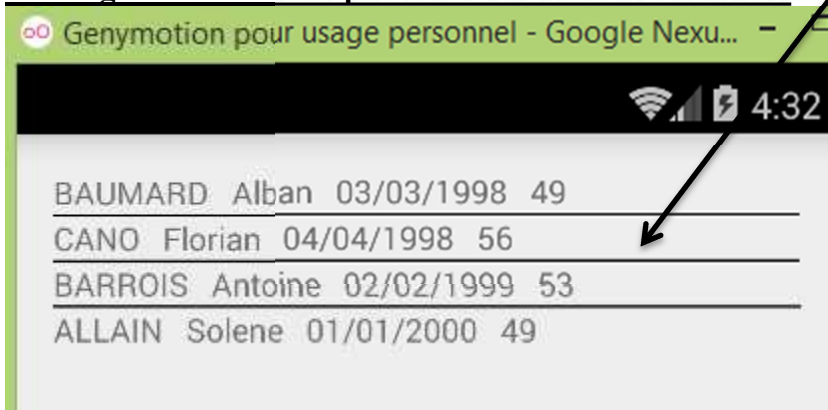 Genymotion pour usage personnel - Google Nexu...
4:32
BAUMARD Alban 03/03/1998 49
CANO Florian 04/04/1998 56
BARROIS Antoine 02/02/1999 53
ALLAIN Solene 01/01/2000 49